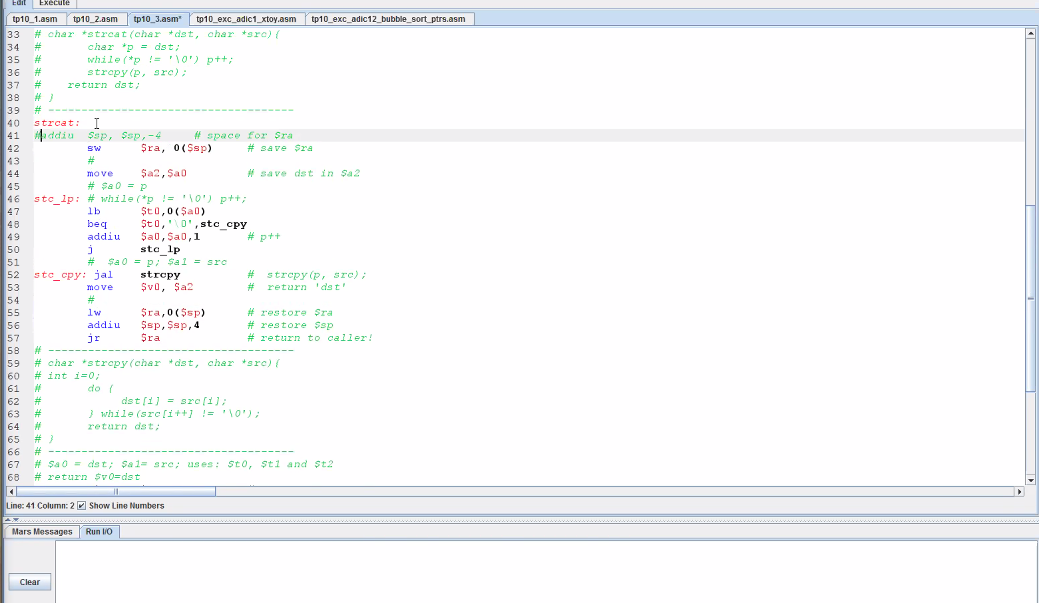 Edit Execute
tp10_1.asm tp10_2.asm tp10_3.asm* tp10_exc_adic1_xtoy.asm tp10_exc_adic12_bubble_sort_ptrs.asm
33 # char *strcat(char *dst, char *src){
34 # char *p = dst;
35 # while(*p != '\0') p++;
36 # strcpy(p, src);
37 # return dst;
38 # }
39 # -------------------------------------
40 strcat:
41 #addiu $sp, $sp,-4 # space for $ra
42 sw $ra, 0($sp) # save $ra
43 #
44 move $a2,$a0 # save dst in $a2
45 # $a0 = p
46 stc_lp: # while(*p != '\0') p++;
47 lb $t0,0($a0)
48 beq $t0,'\0',stc_cpy
49 addiu $a0,$a0,1 # p++
50 j stc_lp
51 # $a0 = p; $a1 = src
52 stc_cpy: jal strcpy # strcpy(p, src);
53 move $v0, $a2 # return 'dst'
54 #
55 lw $ra,0($sp) # restore $ra
56 addiu $sp,$sp,4 # restore $sp
57 jr $ra # return to caller!
58 # -------------------------------------
59 # char *strcpy(char *dst, char *src){
60 # int i=0;
61 # do {
62 # dst[i] = src[i];
63 # } while(src[i++] != '\0');
64 # return dst;
65 # }
66 # -------------------------------------
67 # $a0 = dst; $a1= src; uses: $t0, $t1 and $t2
68 # return $v0=dst
Line: 41 Column: 2 Show Line Numbers
Mars Messages Run I/O
Clear